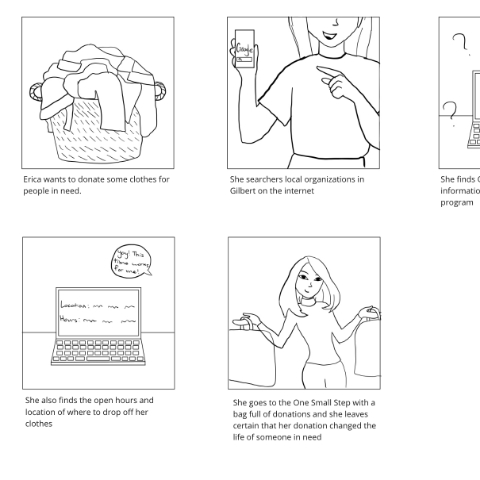 Google
?
?
Erica wants to donate some clothes for
people in need.
She searchers local organizations in
Gilbert on the internet
She finds
informatio
program
Yay! This
time works
for me!
Location:
Hours:
She also finds the open hours and
location of where to drop off her
clothes
She goes to the One Small Step with a
bag full of donations and she leaves
certain that her donation changed the
life of someone in need